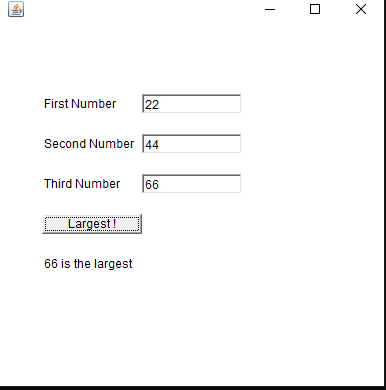 First Number 22
Second Number 44
Third Number 66
Largest !
66 is the largest